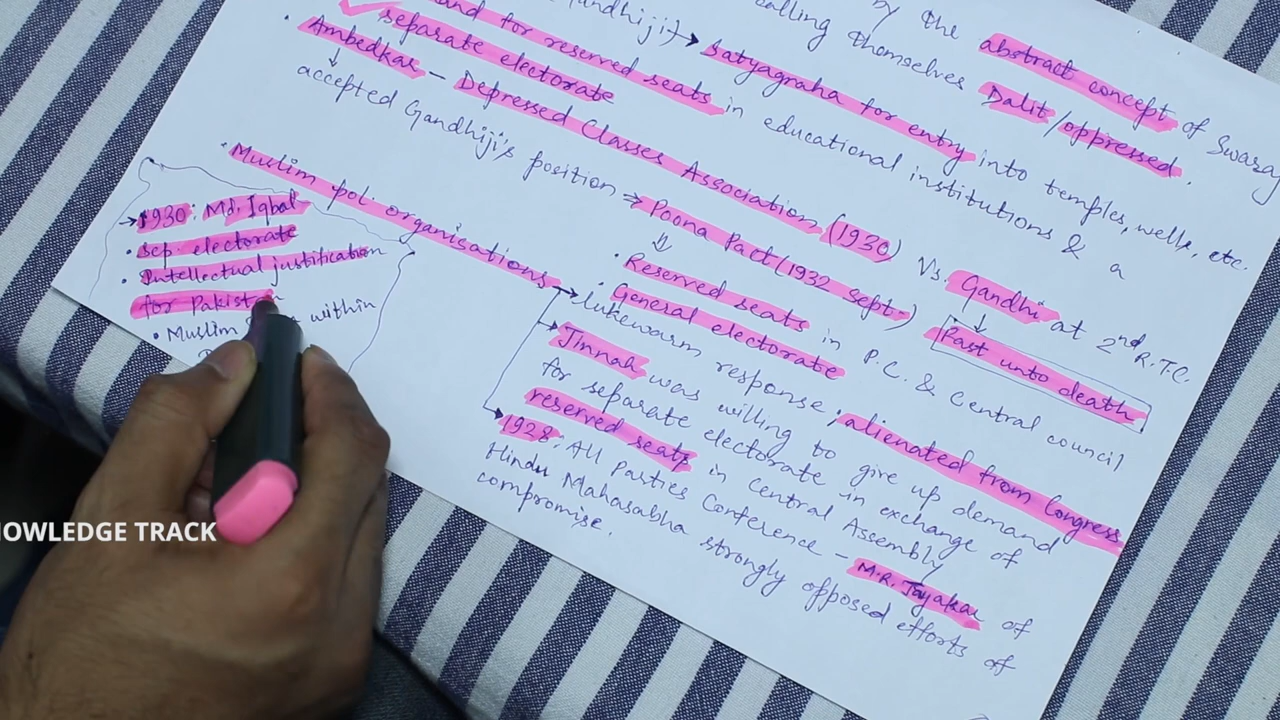 by the abstract concept of Swaraj
calling themselves Dalit/oppressed.
Gandhiji) → Satyagraha for entry into temples, wells, etc.
and for reserved seats in educational institutions & a
separate electorate
• Ambedkar – Depressed Classes Association (1930) Vs. Gandhi at 2nd R.T.C.
↓
accepted Gandhiji's position ⇒ Poona Pact (1932 Sept.)
Fast unto death
• Reserved seats in P.C. & Central council
• General electorate
• Muslim pol. organisations → lukewarm response, alienated from Congress
→ Jinnah was willing to give up demand
for separate electorate in exchange of
reserved seats in Central Assembly
→ 1928: All Parties Conference – M.R. Jayakar of
Hindu Mahasabha strongly opposed efforts of
compromise.
→ 1930: Md. Iqbal
• Sep. electorate
• Intellectual justification
for Pakistan
• Muslim within
NOWLEDGE TRACK